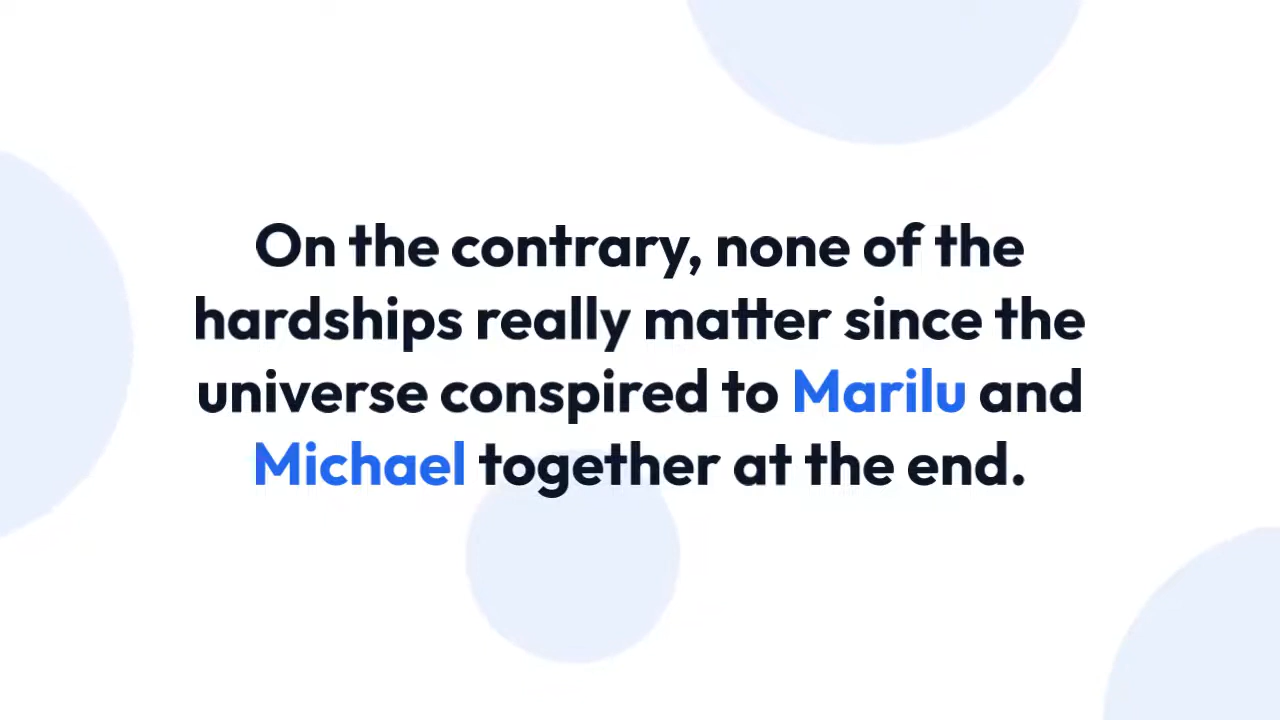 On the contrary, none of the
hardships really matter since the
universe conspired to Marilu and
Michael together at the end.